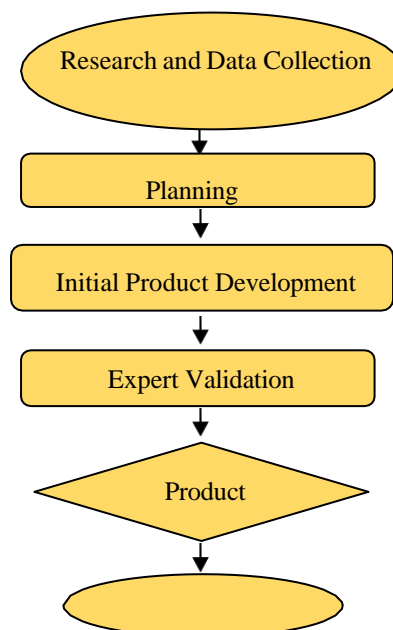 Research and Data Collection
Planning
Initial Product Development
Expert Validation
Product